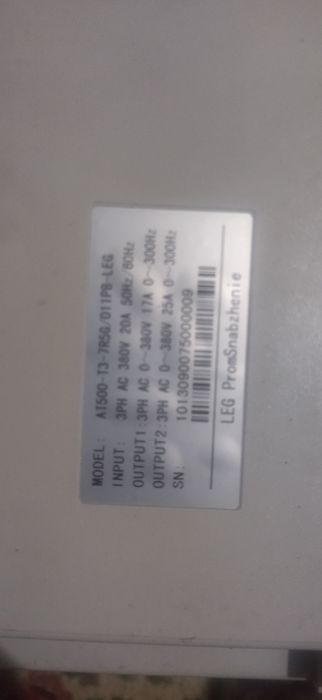 MODEL: AT500-T3-7R5G/011PB-LEG
INPUT: 3PH AC 380V 20A 50Hz/60Hz
OUTPUT1:3PH AC 0~380V 17A 0~300Hz
OUTPUT2:3PH AC 0~380V 25A 0~300Hz
SN: 1013090075000009
LEG PromSnabzhenie